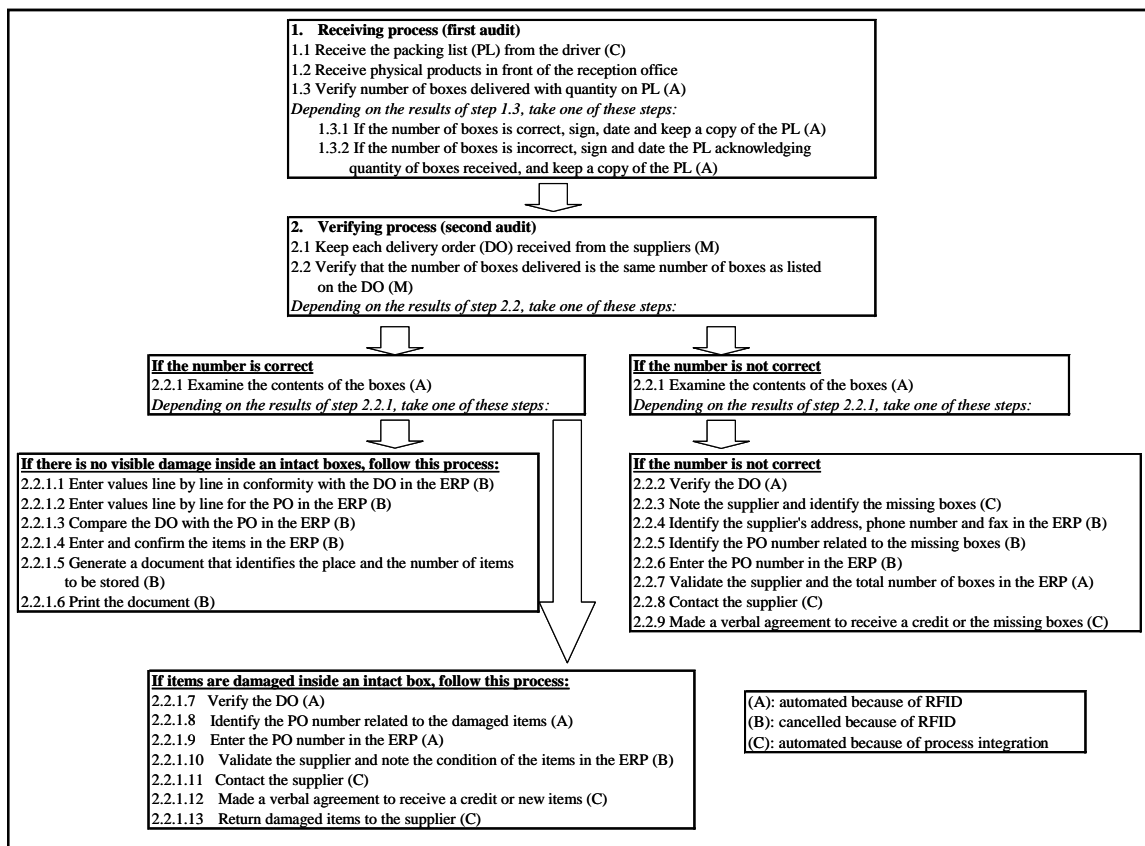 1. Receiving process (first audit)
1.1 Receive the packing list (PL) from the driver (C)
1.2 Receive physical products in front of the reception office
1.3 Verify number of boxes delivered with quantity on PL (A)
Depending on the results of step 1.3, take one of these steps:
1.3.1 If the number of boxes is correct, sign, date and keep a copy of the PL (A)
1.3.2 If the number of boxes is incorrect, sign and date the PL acknowledging
quantity of boxes received, and keep a copy of the PL (A)
2. Verifying process (second audit)
2.1 Keep each delivery order (DO) received from the suppliers (M)
2.2 Verify that the number of boxes delivered is the same number of boxes as listed
on the DO (M)
Depending on the results of step 2.2, take one of these steps:
If the number is correct
2.2.1 Examine the contents of the boxes (A)
Depending on the results of step 2.2.1, take one of these steps:
If the number is not correct
2.2.1 Examine the contents of the boxes (A)
Depending on the results of step 2.2.1, take one of these steps:
If there is no visible damage inside an intact boxes, follow this process:
2.2.1.1 Enter values line by line in conformity with the DO in the ERP (B)
2.2.1.2 Enter values line by line for the PO in the ERP (B)
2.2.1.3 Compare the DO with the PO in the ERP (B)
2.2.1.4 Enter and confirm the items in the ERP (B)
2.2.1.5 Generate a document that identifies the place and the number of items
to be stored (B)
2.2.1.6 Print the document (B)
If the number is not correct
2.2.2 Verify the DO (A)
2.2.3 Note the supplier and identify the missing boxes (C)
2.2.4 Identify the supplier's address, phone number and fax in the ERP (B)
2.2.5 Identify the PO number related to the missing boxes (B)
2.2.6 Enter the PO number in the ERP (B)
2.2.7 Validate the supplier and the total number of boxes in the ERP (A)
2.2.8 Contact the supplier (C)
2.2.9 Made a verbal agreement to receive a credit or the missing boxes (C)
If items are damaged inside an intact box, follow this process:
2.2.1.7 Verify the DO (A)
2.2.1.8 Identify the PO number related to the damaged items (A)
2.2.1.9 Enter the PO number in the ERP (A)
2.2.1.10 Validate the supplier and note the condition of the items in the ERP (B)
2.2.1.11 Contact the supplier (C)
2.2.1.12 Made a verbal agreement to receive a credit or new items (C)
2.2.1.13 Return damaged items to the supplier (C)
(A): automated because of RFID
(B): cancelled because of RFID
(C): automated because of process integration